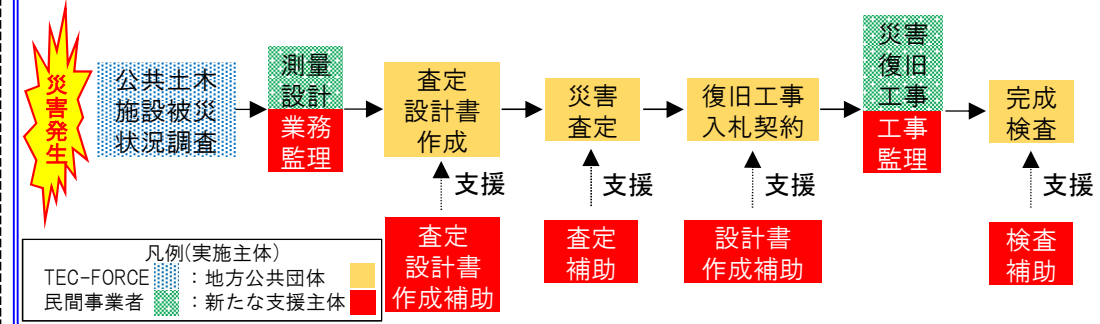 災害発生
公共土木
施設被災
状況調査
測量
設計
業務
監理
査定
設計書
作成
災害
査定
復旧工事
入札契約
災害
復旧
工事
工事
監理
完成
検査
支援
支援
支援
支援
査定
設計書
作成補助
査定
補助
設計書
作成補助
検査
補助
凡例(実施主体)
TEC-FORCE :地方公共団体
民間事業者 :新たな支援主体